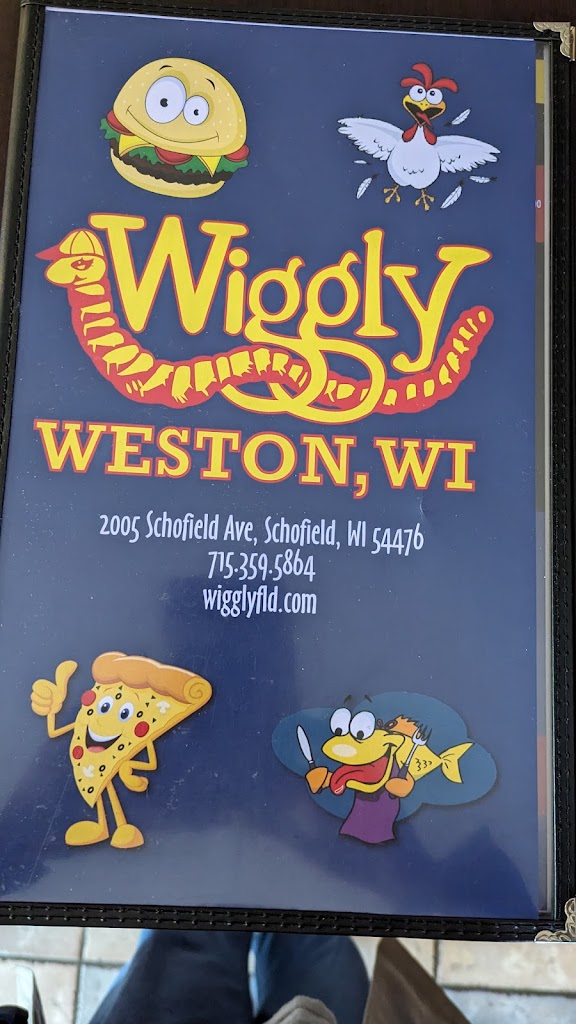 Wiggly
WESTON, WI
2005 Schofield Ave, Schofield, WI 54476
715.359.5864
wigglyfld.com